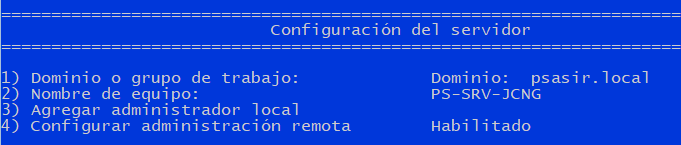 ===============================================================================
Configuración del servidor
===============================================================================
1) Dominio o grupo de trabajo: Dominio: psasir.local
2) Nombre de equipo: PS-SRV-JCNG
3) Agregar administrador local
4) Configurar administración remota Habilitado